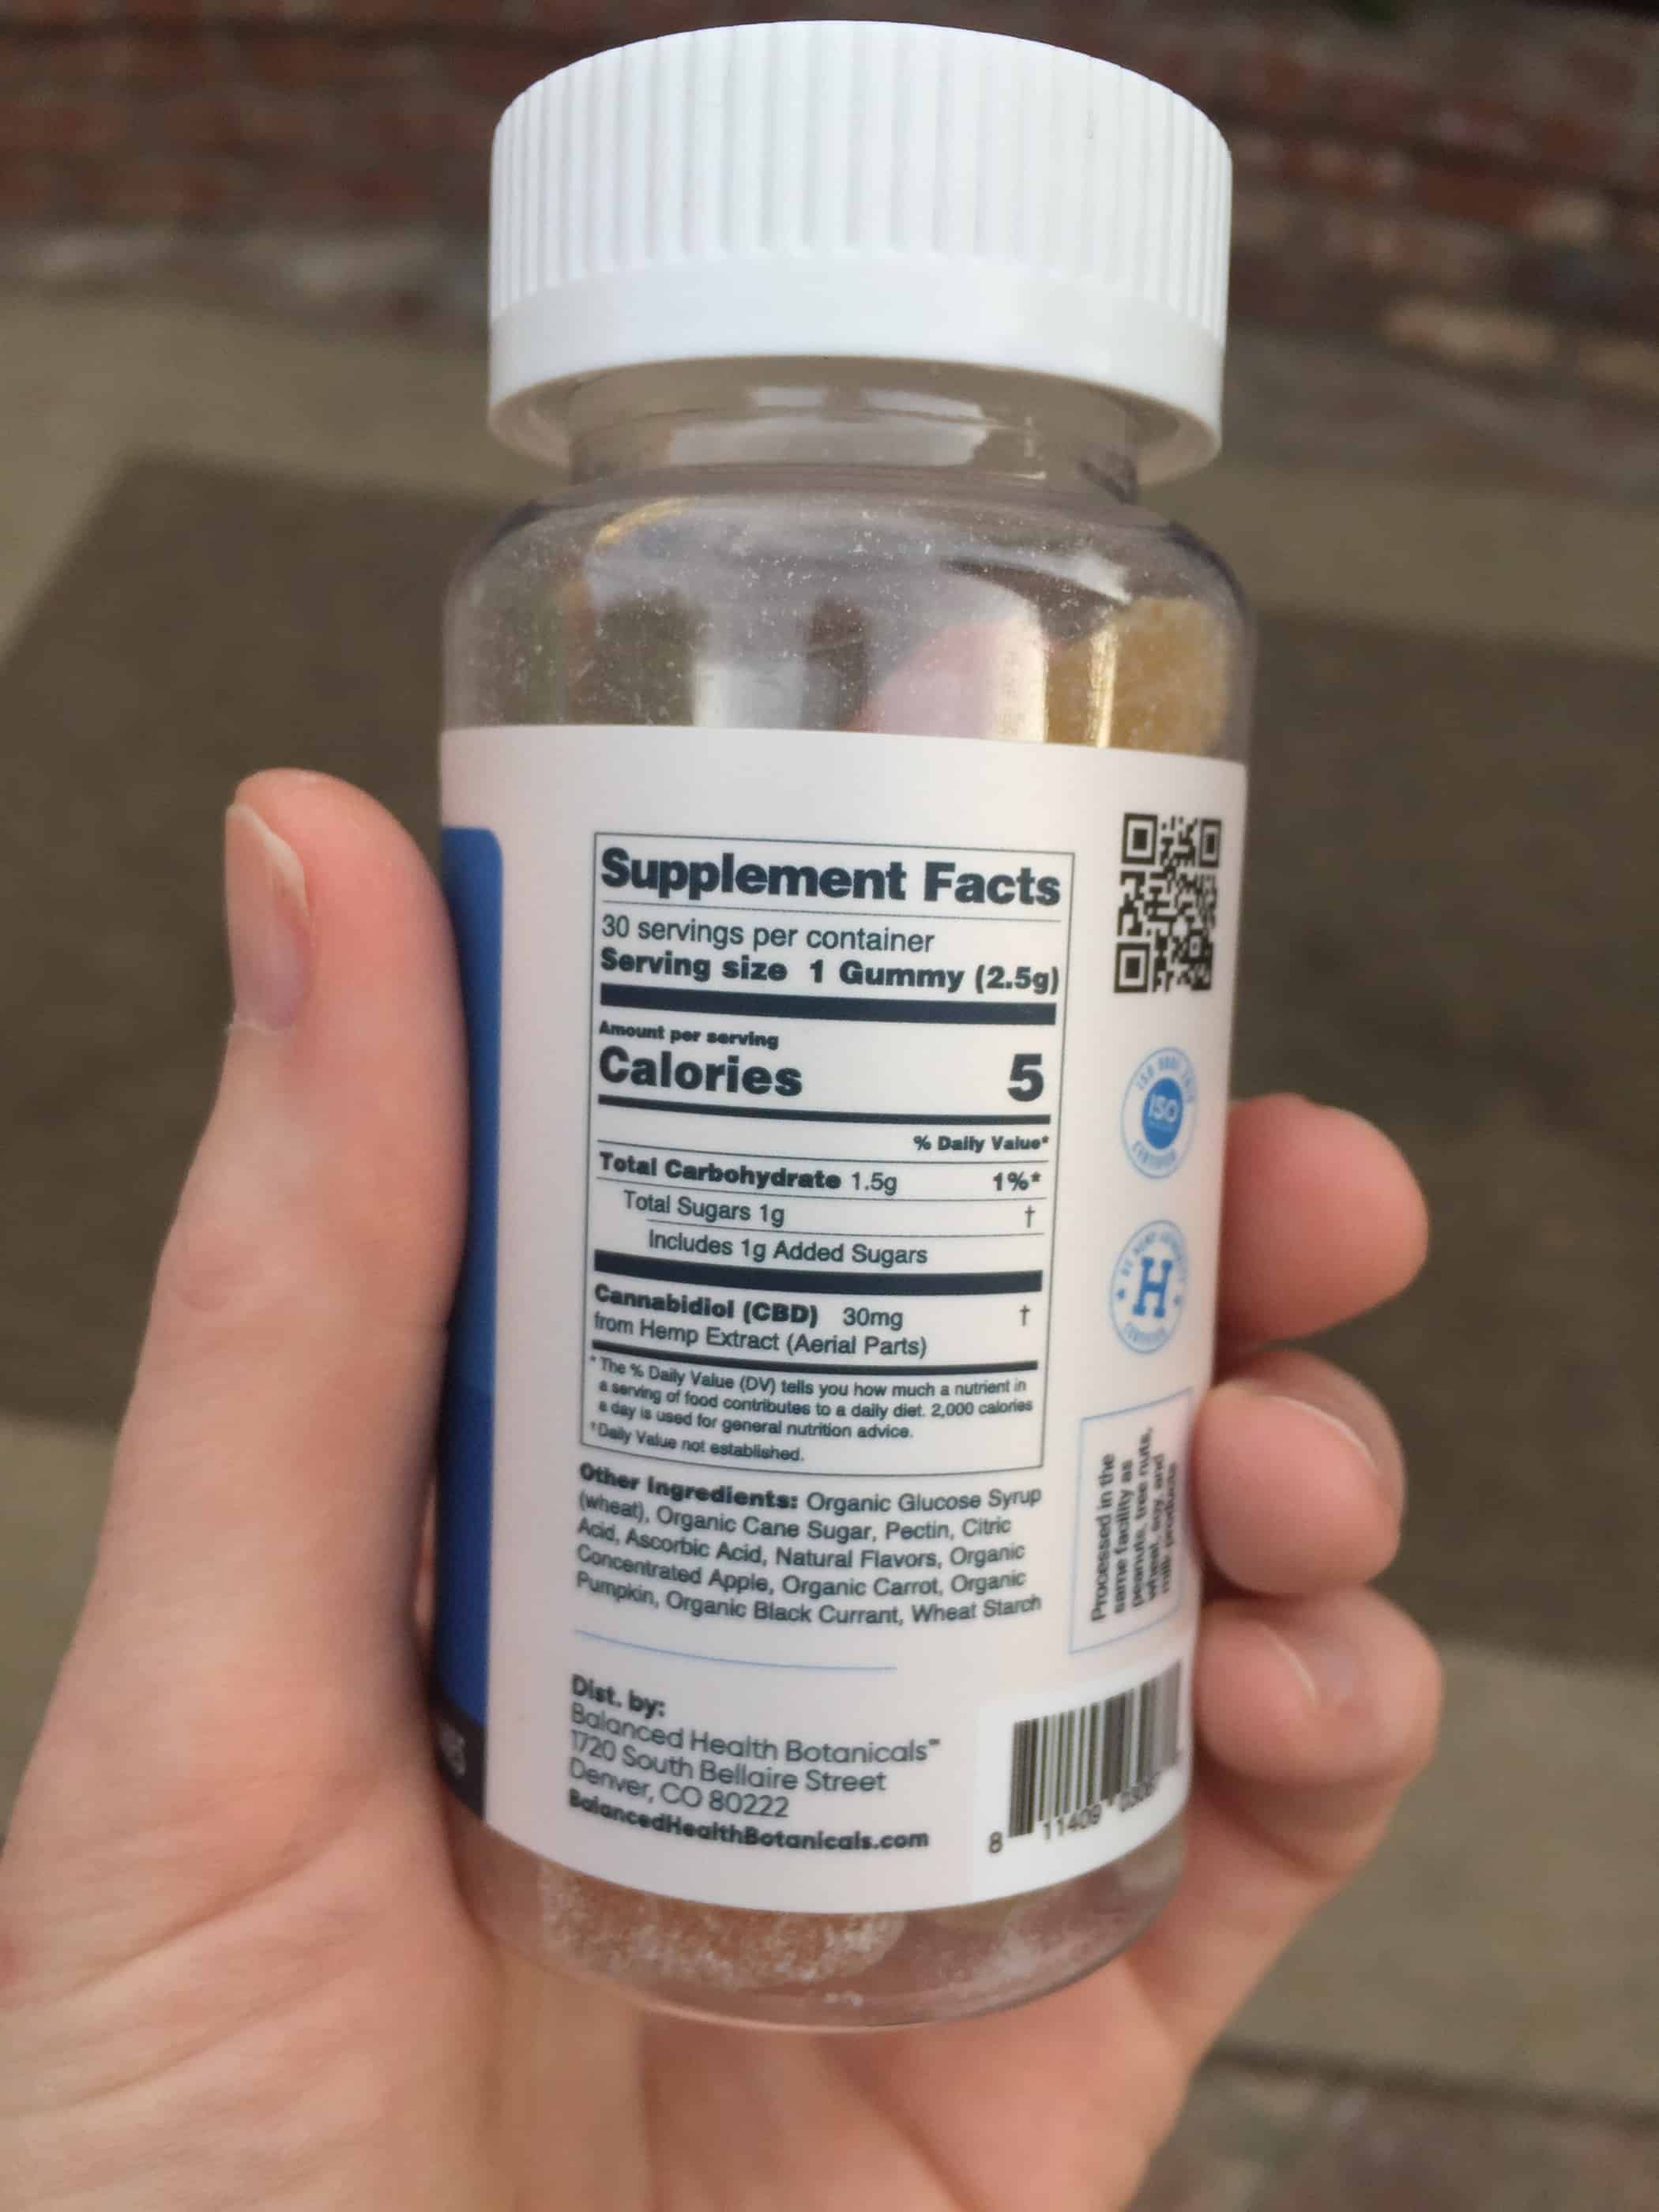 Supplement Facts
30 servings per container
Serving size 1 Gummy (2.5g)
Amount per serving
Calories 5
% Daily Value*
Total Carbohydrate 1.5g 1%*
Total Sugars 1g †
Includes 1g Added Sugars
Cannabidiol (CBD) 30mg †
from Hemp Extract (Aerial Parts)
* The % Daily Value (DV) tells you how much a nutrient in
a serving of food contributes to a daily diet. 2,000 calories
a day is used for general nutrition advice.
†Daily Value not established.
Other Ingredients: Organic Glucose Syrup
(wheat), Organic Cane Sugar, Pectin, Citric
Acid, Ascorbic Acid, Natural Flavors, Organic
Concentrated Apple, Organic Carrot, Organic
Pumpkin, Organic Black Currant, Wheat Starch
Dist. by:
Balanced Health Botanicals™
1720 South Bellaire Street
Denver, CO 80222
BalancedHealthBotanicals.com
ISO
CERTIFIED
H
CERTIFIED
Processed in the
same facility as
peanuts, tree nuts,
wheat, soy, and
milk products
8 11409